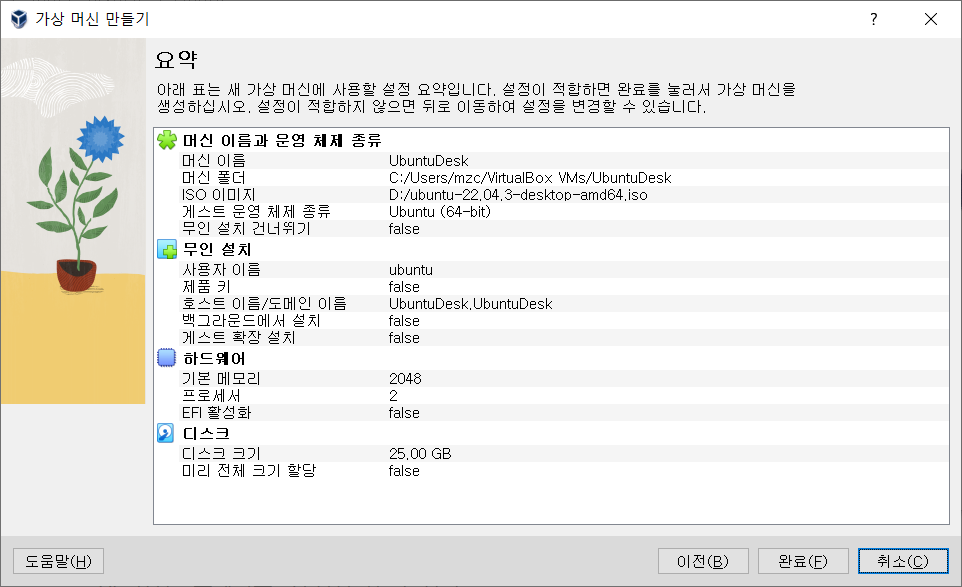 가상 머신 만들기
?
요약
아래 표는 새 가상 머신에 사용할 설정 요약입니다. 설정이 적합하면 완료를 눌러서 가상 머신을
생성하십시오. 설정이 적합하지 않으면 뒤로 이동하여 설정을 변경할 수 있습니다.
머신 이름과 운영 체제 종류
머신 이름 UbuntuDesk
머신 폴더 C:/Users/mzc/VirtualBox VMs/UbuntuDesk
ISO 이미지 D:/ubuntu-22.04.3-desktop-amd64.iso
게스트 운영 체제 종류 Ubuntu (64-bit)
무인 설치 건너뛰기 false
무인 설치
사용자 이름 ubuntu
제품 키 false
호스트 이름/도메인 이름 UbuntuDesk.UbuntuDesk
백그라운드에서 설치 false
게스트 확장 설치 false
하드웨어
기본 메모리 2048
프로세서 2
EFI 활성화 false
디스크
디스크 크기 25.00 GB
미리 전체 크기 할당 false
도움말(H) 이전(B) 완료(F) 취소(C)